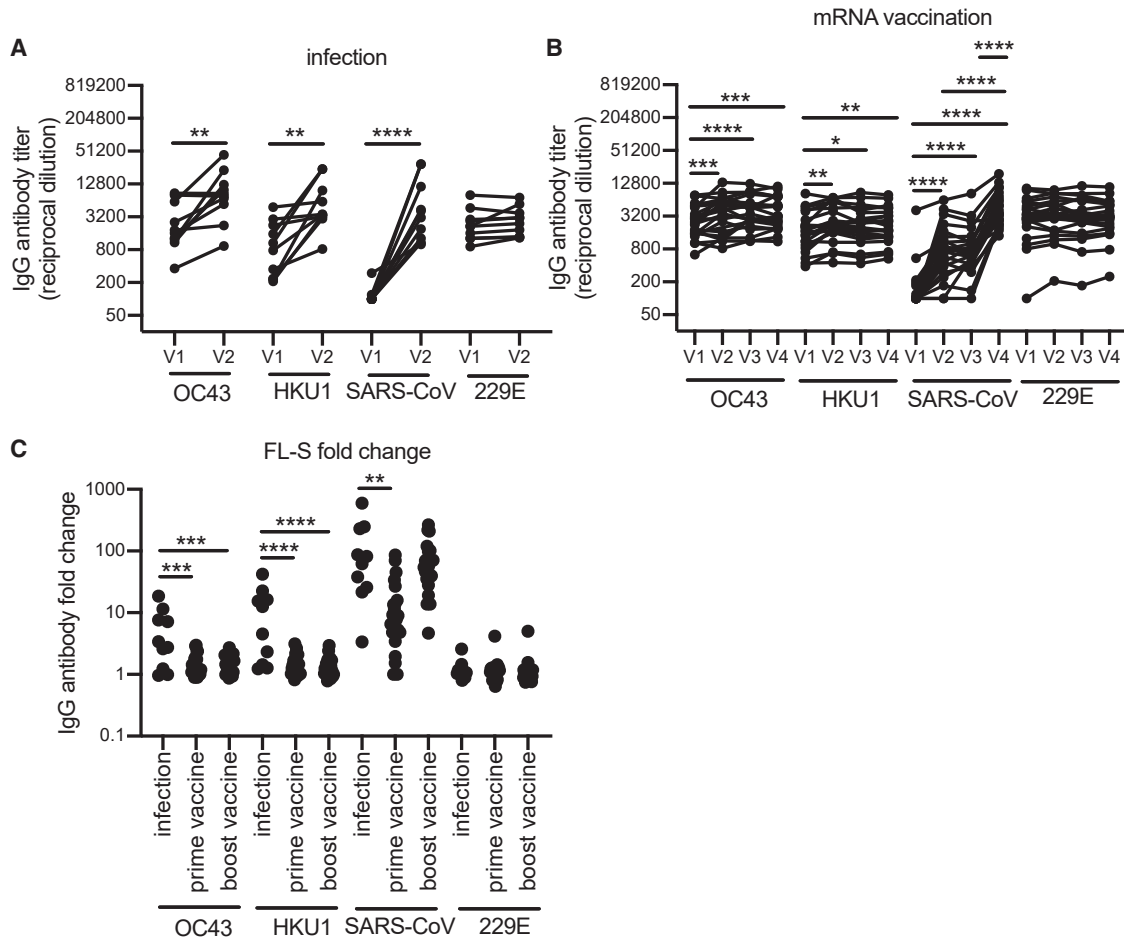 A
infection
IgG antibody titer
(reciprocal dilution)
819200
204800
51200
12800
3200
800
200
50
** ** ****
V1 V2 V1 V2 V1 V2 V1 V2
OC43 HKU1 SARS-CoV 229E
B
mRNA vaccination
IgG antibody titer
(reciprocal dilution)
819200
204800
51200
12800
3200
800
200
50
****
****
*** ** ****
**** * ****
*** ** ****
V1 V2 V3 V4 V1 V2 V3 V4 V1 V2 V3 V4 V1 V2 V3 V4
OC43 HKU1 SARS-CoV 229E
C
FL-S fold change
IgG antibody fold change
1000
100
10
1
0.1
**
*** ****
*** ****
infection
prime vaccine
boost vaccine
infection
prime vaccine
boost vaccine
infection
prime vaccine
boost vaccine
infection
prime vaccine
boost vaccine
OC43 HKU1 SARS-CoV 229E